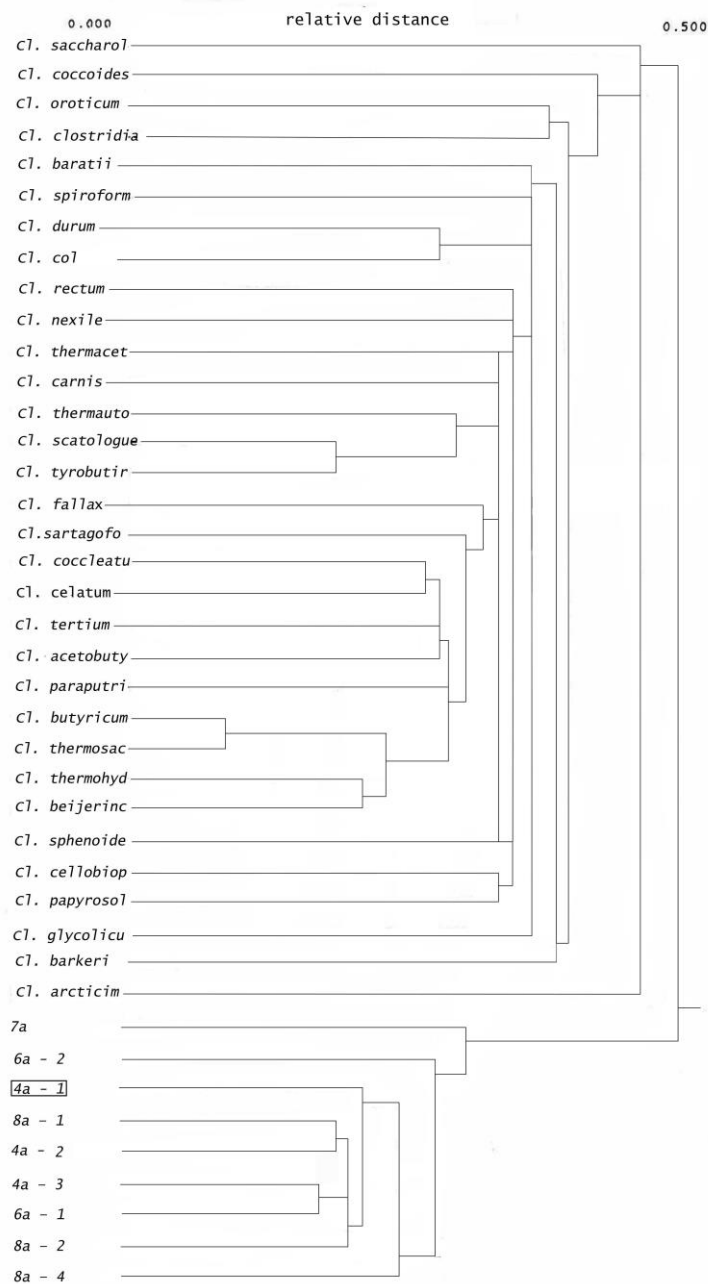 relative distance
0.000
0.500
Cl. saccharol
Cl. coccoides
Cl. oroticum
Cl. clostridia
Cl. baratii
Cl. spiroform
Cl. durum
Cl. col
Cl. rectum
Cl. nexile
Cl. thermacet
Cl. carnis
Cl. thermauto
Cl. scatologue
Cl. tyrobutir
Cl. fallax
Cl.sartagofo
Cl. coccleatu
Cl. celatum
Cl. tertium
Cl. acetobuty
Cl. paraputri
Cl. butyricum
Cl. thermosac
Cl. thermohyd
Cl. beijerinc
Cl. sphenoide
Cl. cellobiop
Cl. papyrosol
Cl. glycolicu
Cl. barkeri
Cl. arcticim
7a
6a - 2
4a - 1
8a - 1
4a - 2
4a - 3
6a - 1
8a - 2
8a - 4